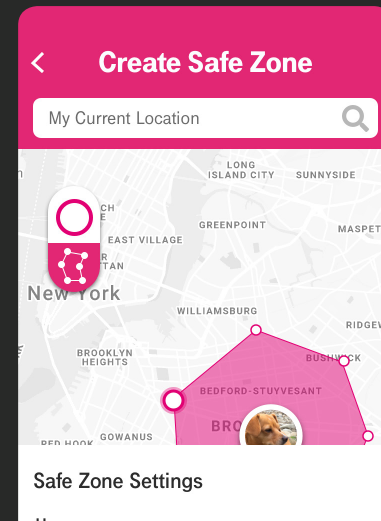 Create Safe Zone
My Current Location
LONG
ISLAND CITY
SUNNYSIDE
GREENPOINT
MASPET
EAST VILLAGE
New York
WILLIAMSBURG
RIDGEW
BROOKLYN
HEIGHTS
BUSHWICK
BEDFORD-STUYVESANT
BRO
GOWANUS
RED HOOK
Safe Zone Settings